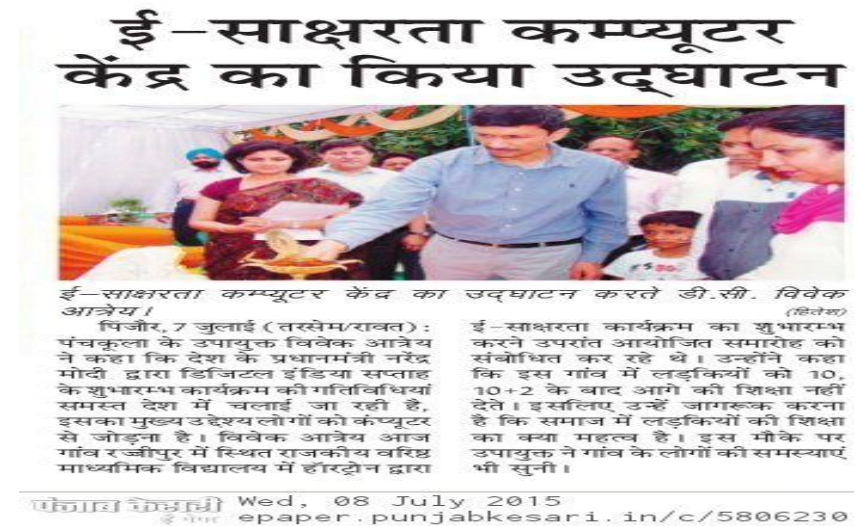 ई-साक्षरता कम्प्यूटर
केंद्र का किया उद्घाटन
ई-साक्षरता कम्प्यूटर केंद्र का उद्घाटन करते डी.सी. विवेक
आत्रेय।
(हितेश)
पिंजौर, 7 जुलाई (तरसेम/रावत) :
पंचकूला के उपायुक्त विवेक आत्रेय
ने कहा कि देश के प्रधानमंत्री नरेंद्र
मोदी द्वारा डिजिटल इंडिया सप्ताह
के शुभारम्भ कार्यक्रम की गतिविधियां
समस्त देश में चलाई जा रही है,
इसका मुख्य उद्देश्य लोगों को कंप्यूटर
से जोड़ना है। विवेक आत्रेय आज
गांव रज्जीपुर में स्थित राजकीय वरिष्ठ
माध्यमिक विद्यालय में हॉरट्रोन द्वारा
ई-साक्षरता कार्यक्रम का शुभारम्भ
करने उपरांत आयोजित समारोह को
संबोधित कर रहे थे। उन्होंने कहा
कि इस गांव में लड़कियों को 10,
10+2 के बाद आगे की शिक्षा नहीं
देते। इसलिए उन्हें जागरूक करना
है कि समाज में लड़कियों की शिक्षा
का क्या महत्व है। इस मौके पर
उपायुक्त ने गांव के लोगों की समस्याएं
भी सुनी।
पंजाब केसरी
ई पेपर
Wed, 08 July 2015
epaper.punjabkesari.in/c/5806230